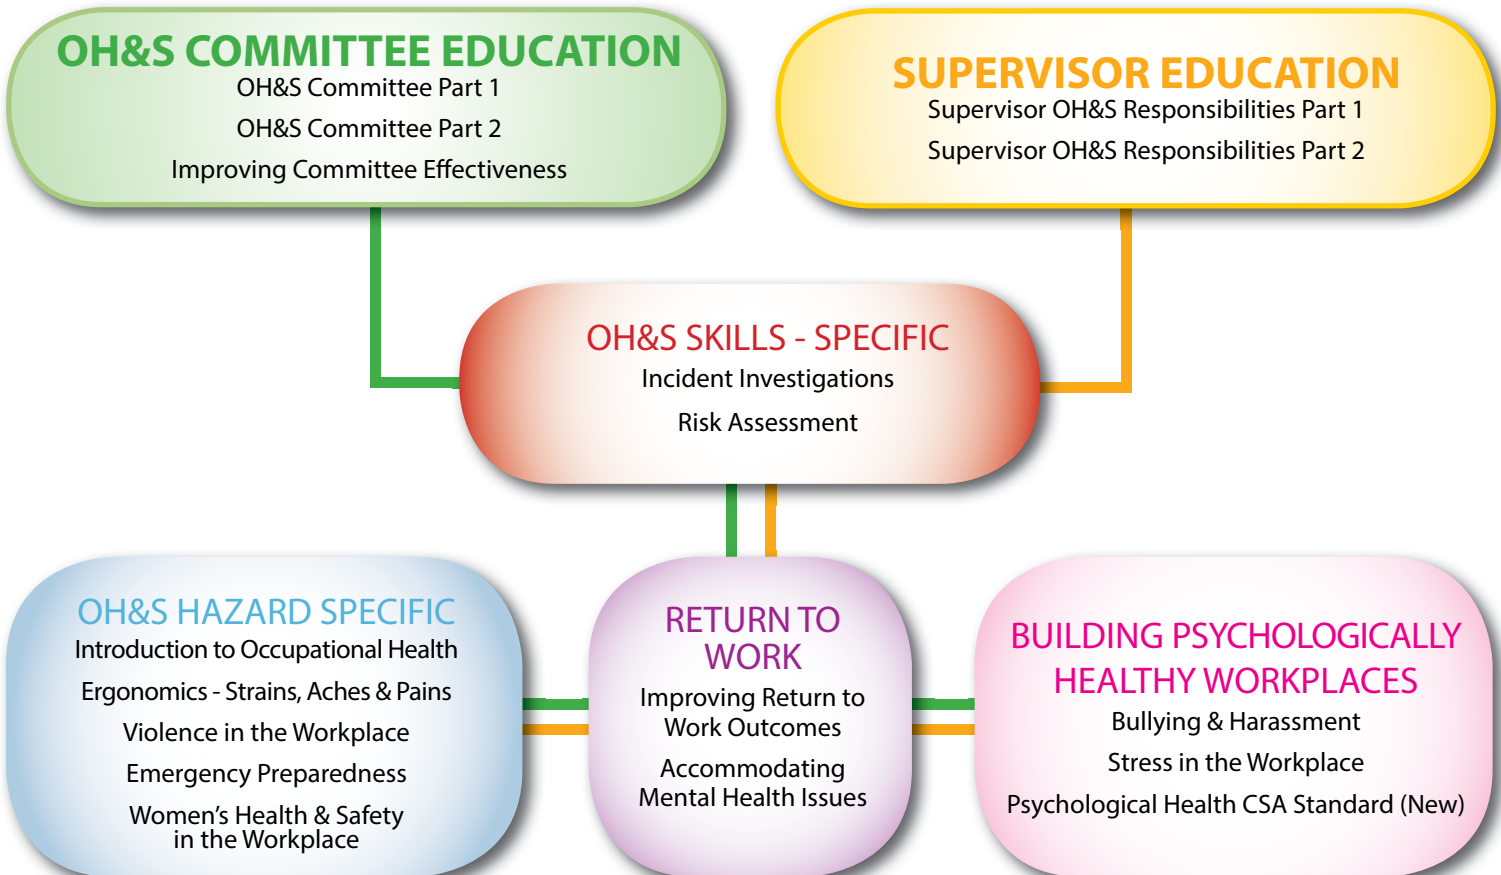 OH&S COMMITTEE EDUCATION
OH&S Committee Part 1
OH&S Committee Part 2
Improving Committee Effectiveness
SUPERVISOR EDUCATION
Supervisor OH&S Responsibilities Part 1
Supervisor OH&S Responsibilities Part 2
OH&S SKILLS - SPECIFIC
Incident Investigations
Risk Assessment
OH&S HAZARD SPECIFIC
Introduction to Occupational Health
Ergonomics - Strains, Aches & Pains
Violence in the Workplace
Emergency Preparedness
Women’s Health & Safety
in the Workplace
RETURN TO
WORK
Improving Return to
Work Outcomes
Accommodating
Mental Health Issues
BUILDING PSYCHOLOGICALLY
HEALTHY WORKPLACES
Bullying & Harassment
Stress in the Workplace
Psychological Health CSA Standard (New)